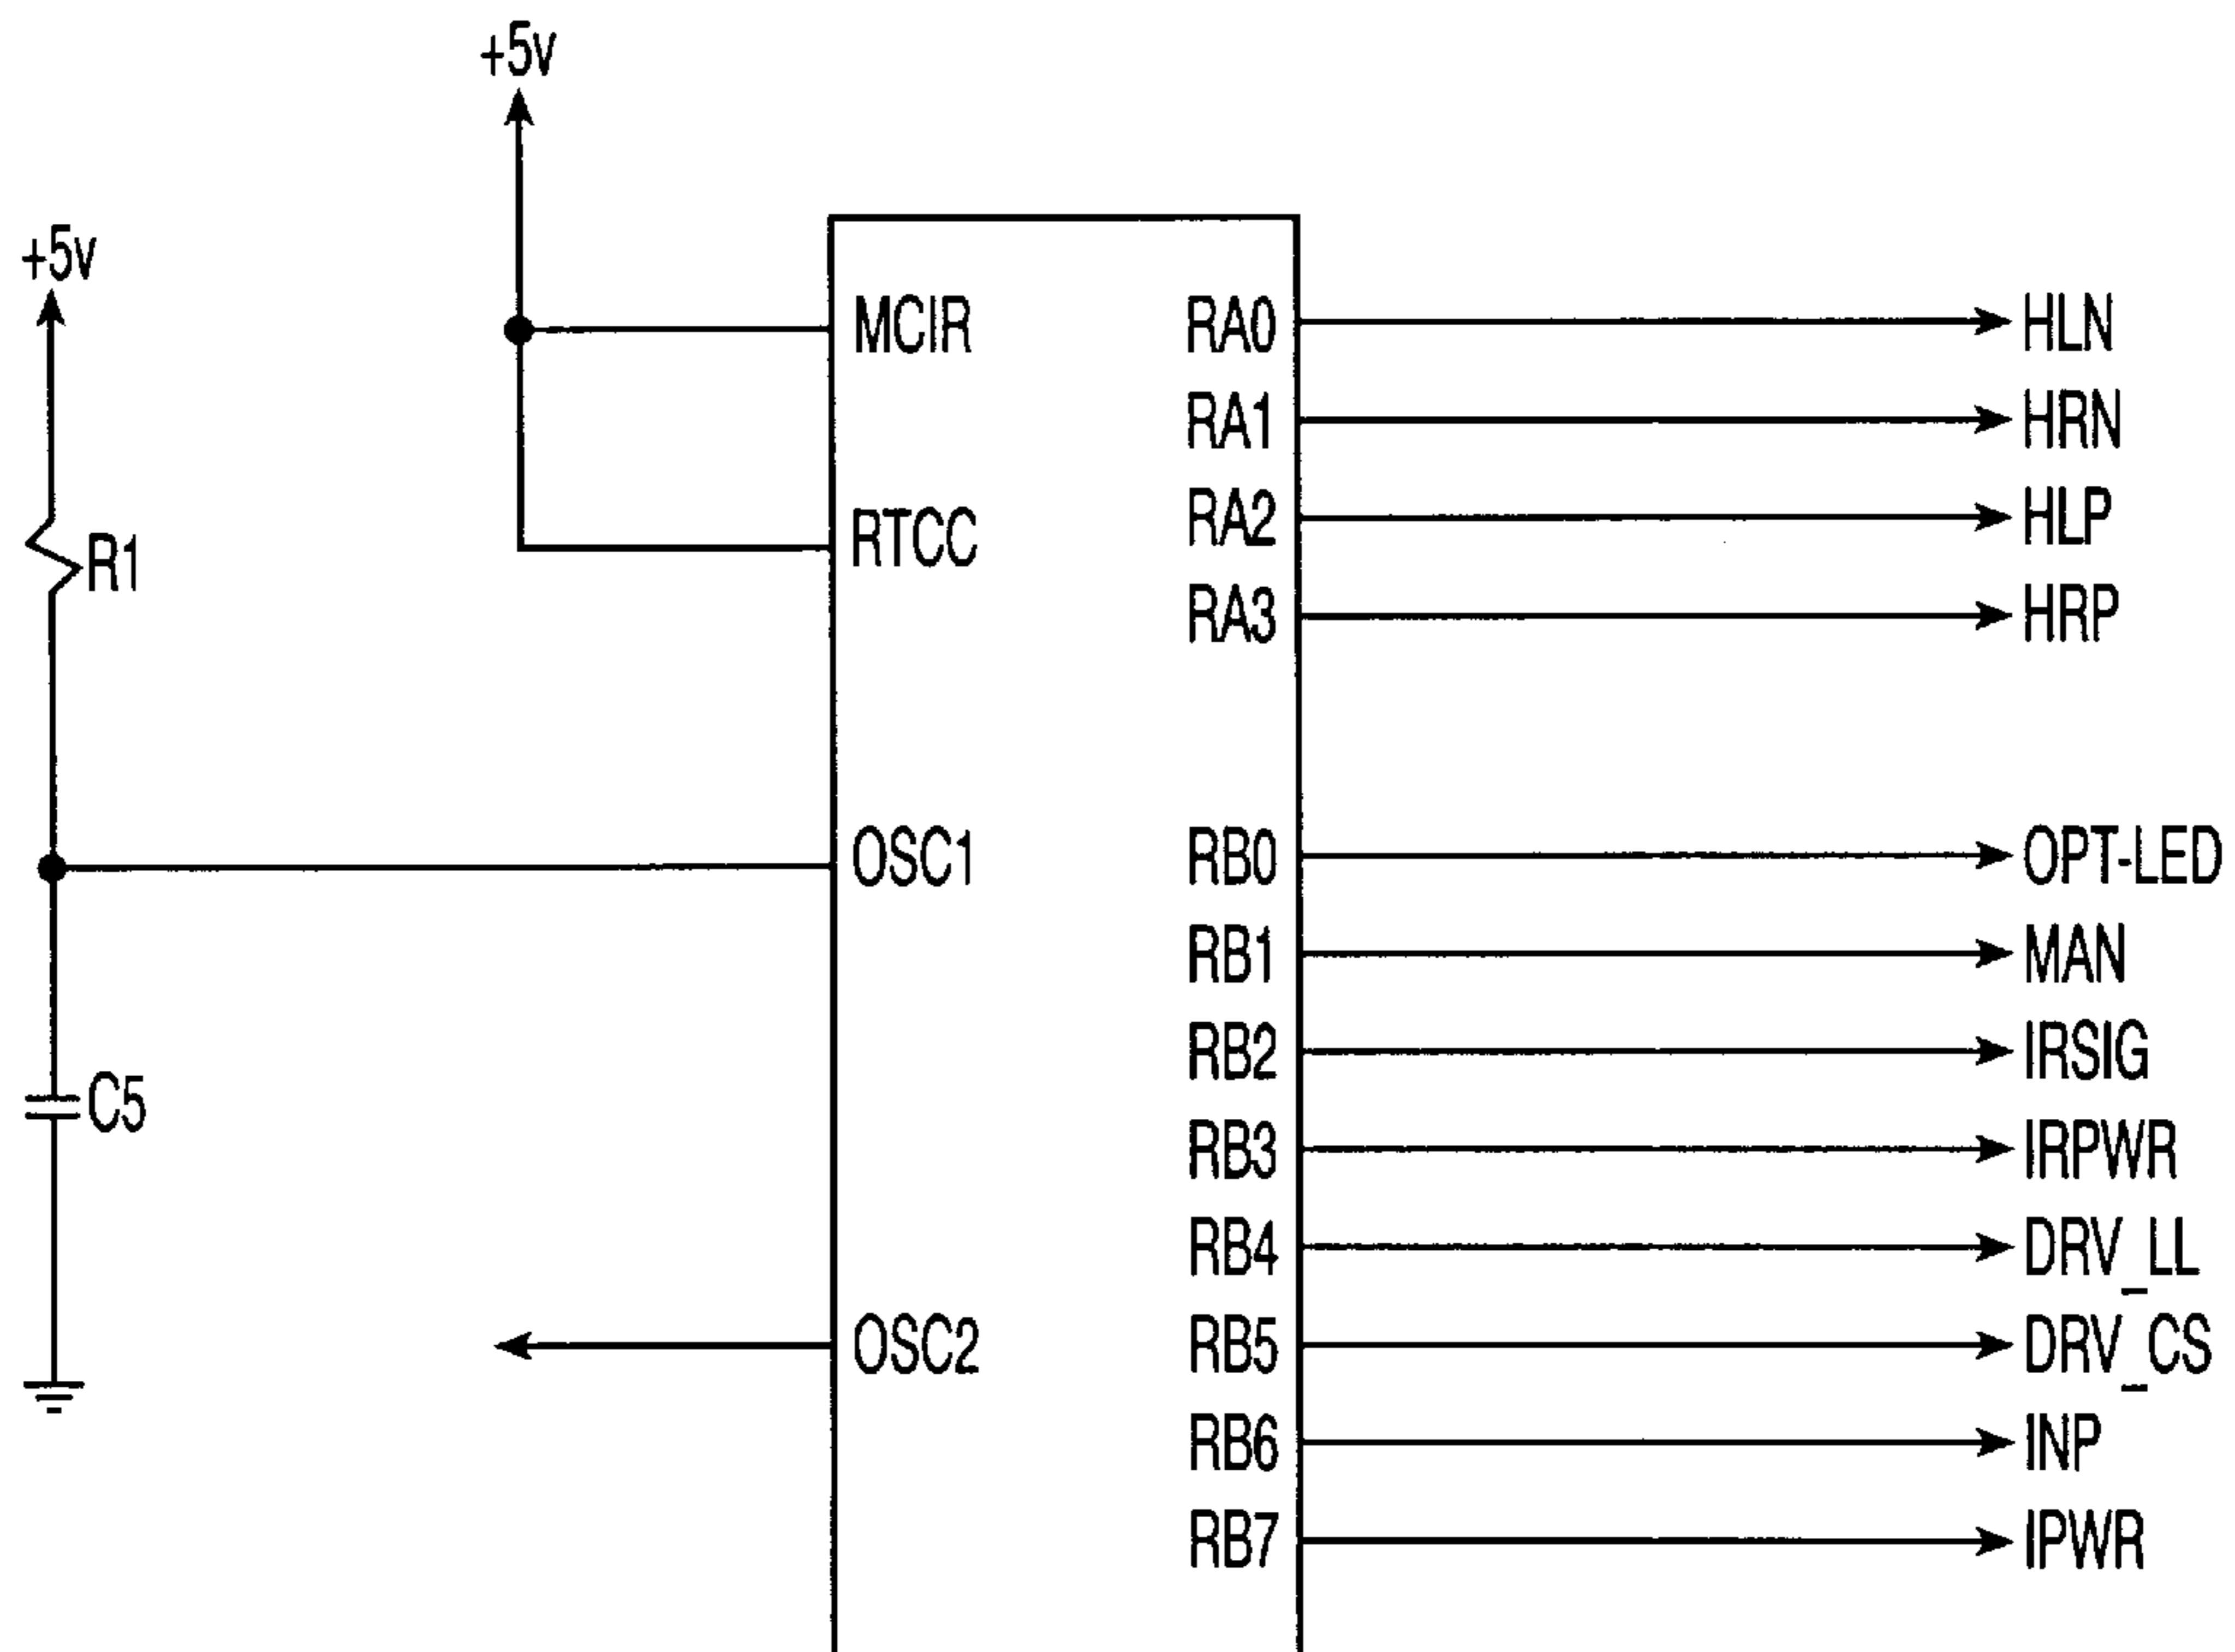 +5v
+5v
MCIR
RA0
HLN
RA1
HRN
RTCC
RA2
HLP
R1
RA3
HRP
OSC1
RB0
OPT-LED
RB1
MAN
C5
RB2
IRSIG
RB3
IRPWR
RB4
DRV_LL
OSC2
RB5
DRV_CS
RB6
INP
RB7
IPWR